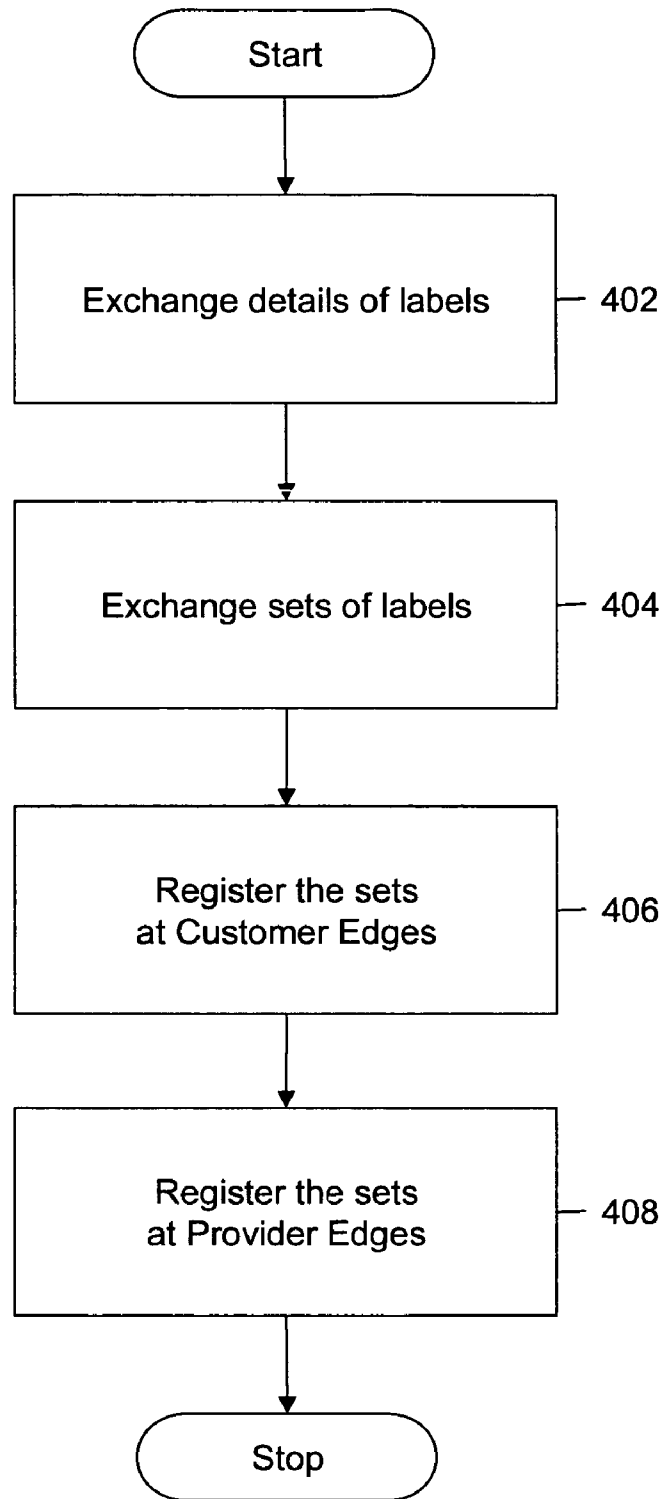 Start
Exchange details of labels
402
Exchange sets of labels
404
Register the sets
at Customer Edges
406
Register the sets
at Provider Edges
408
Stop